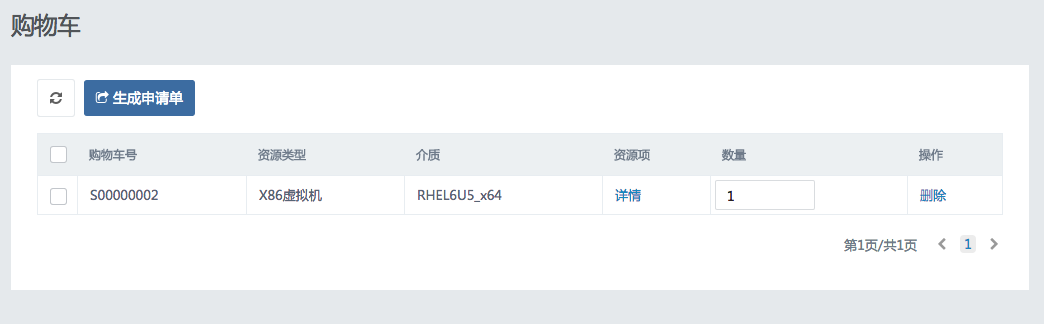 购物车
生成申请单
购物车号 资源类型 介质 资源项 数量 操作
S00000002 X86虚拟机 RHEL6U5_x64 详情 1 删除
第1页/共1页 1